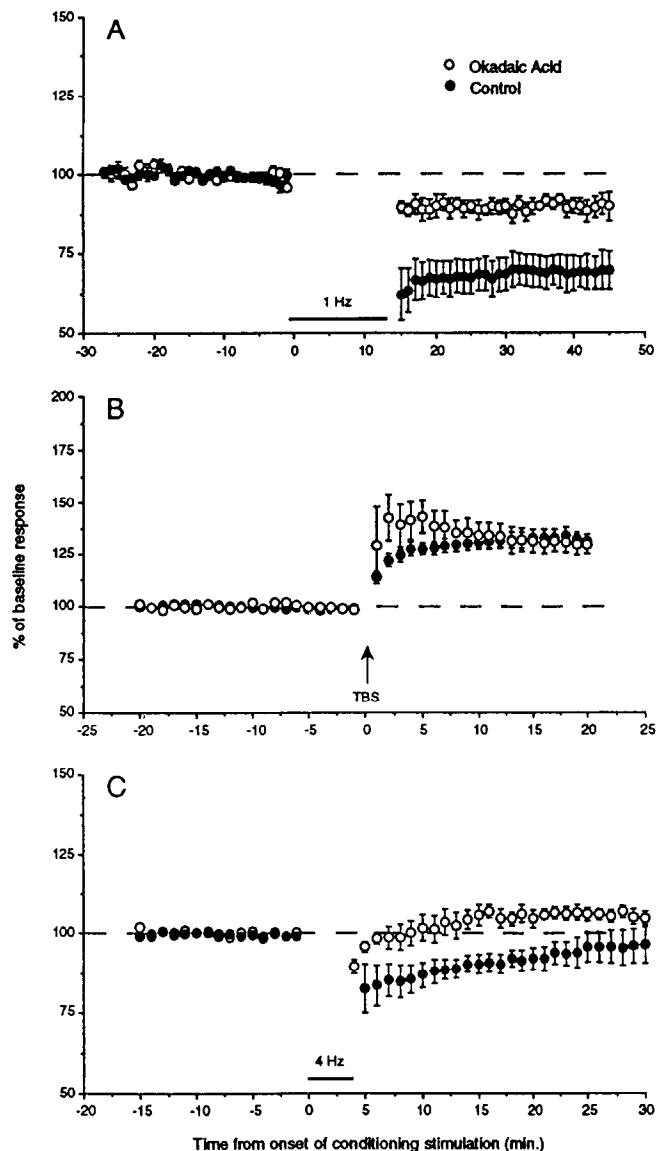 A
150
Okadaic Acid
Control
125
100
75
1 Hz
50
-30 -20 -10 0 10 20 30 40 50
B
200
175
150
125
100
75
TBS
50
-25 -20 -15 -10 -5 0 5 10 15 20 25
% of baseline response
C
150
125
100
75
4 Hz
50
-20 -15 -10 -5 0 5 10 15 20 25 30
Time from onset of conditioning stimulation (min.)